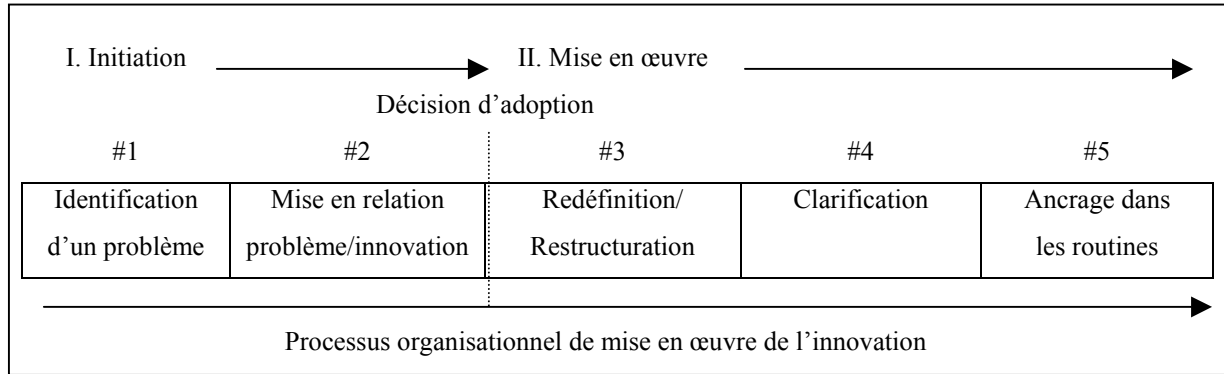 I. Initiation
II. Mise en œuvre
Décision d’adoption
#1
#2
#3
#4
#5
Identification
d’un problème
Mise en relation
problème/innovation
Redéfinition/
Restructuration
Clarification
Ancrage dans
les routines
Processus organisationnel de mise en œuvre de l’innovation